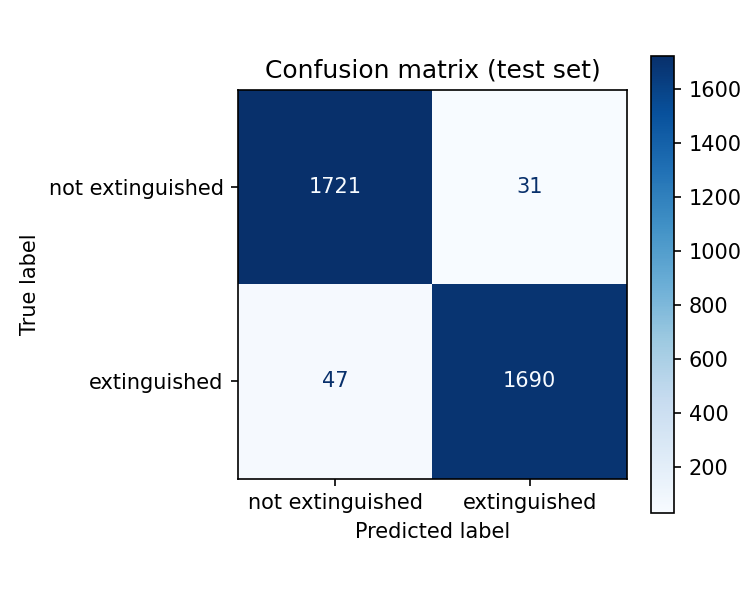 Confusion matrix (test set)
True label
not extinguished
extinguished
1721
31
47
1690
not extinguished
extinguished
Predicted label
1600
1400
1200
1000
800
600
400
200